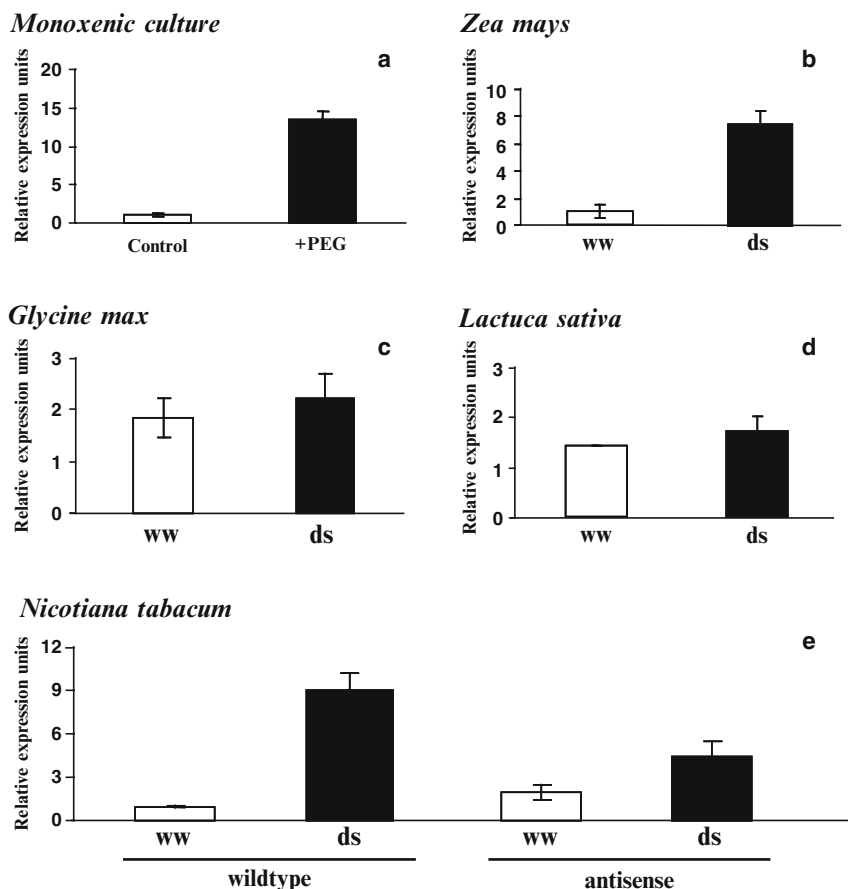 Monoxenic culture
a
Relative expression units
20
15
10
5
0
Control
+PEG
Zea mays
b
Relative expression units
10
8
6
4
2
0
ww
ds
Glycine max
c
Relative expression units
3
2
1
0
ww
ds
Lactuca sativa
d
Relative expression units
3
2
1
0
ww
ds
Nicotiana tabacum
e
Relative expression units
12
9
6
3
0
ww
ds
ww
ds
wildtype
antisense